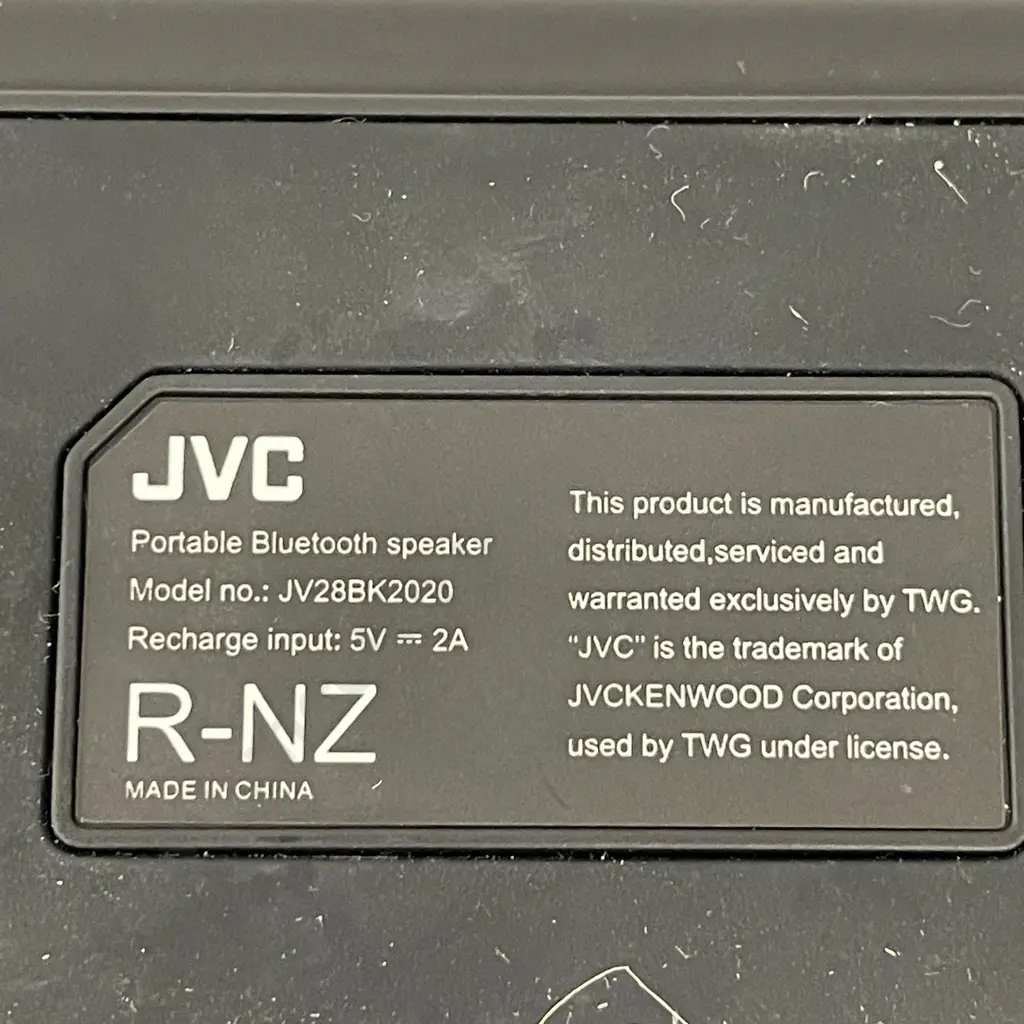 JVC
Portable Bluetooth speaker
Model no.: JV28BK2020
Recharge input: 5V ⎓ 2A
R-NZ
MADE IN CHINA
This product is manufactured,
distributed,serviced and
warranted exclusively by TWG.
"JVC" is the trademark of
JVCKENWOOD Corporation,
used by TWG under license.